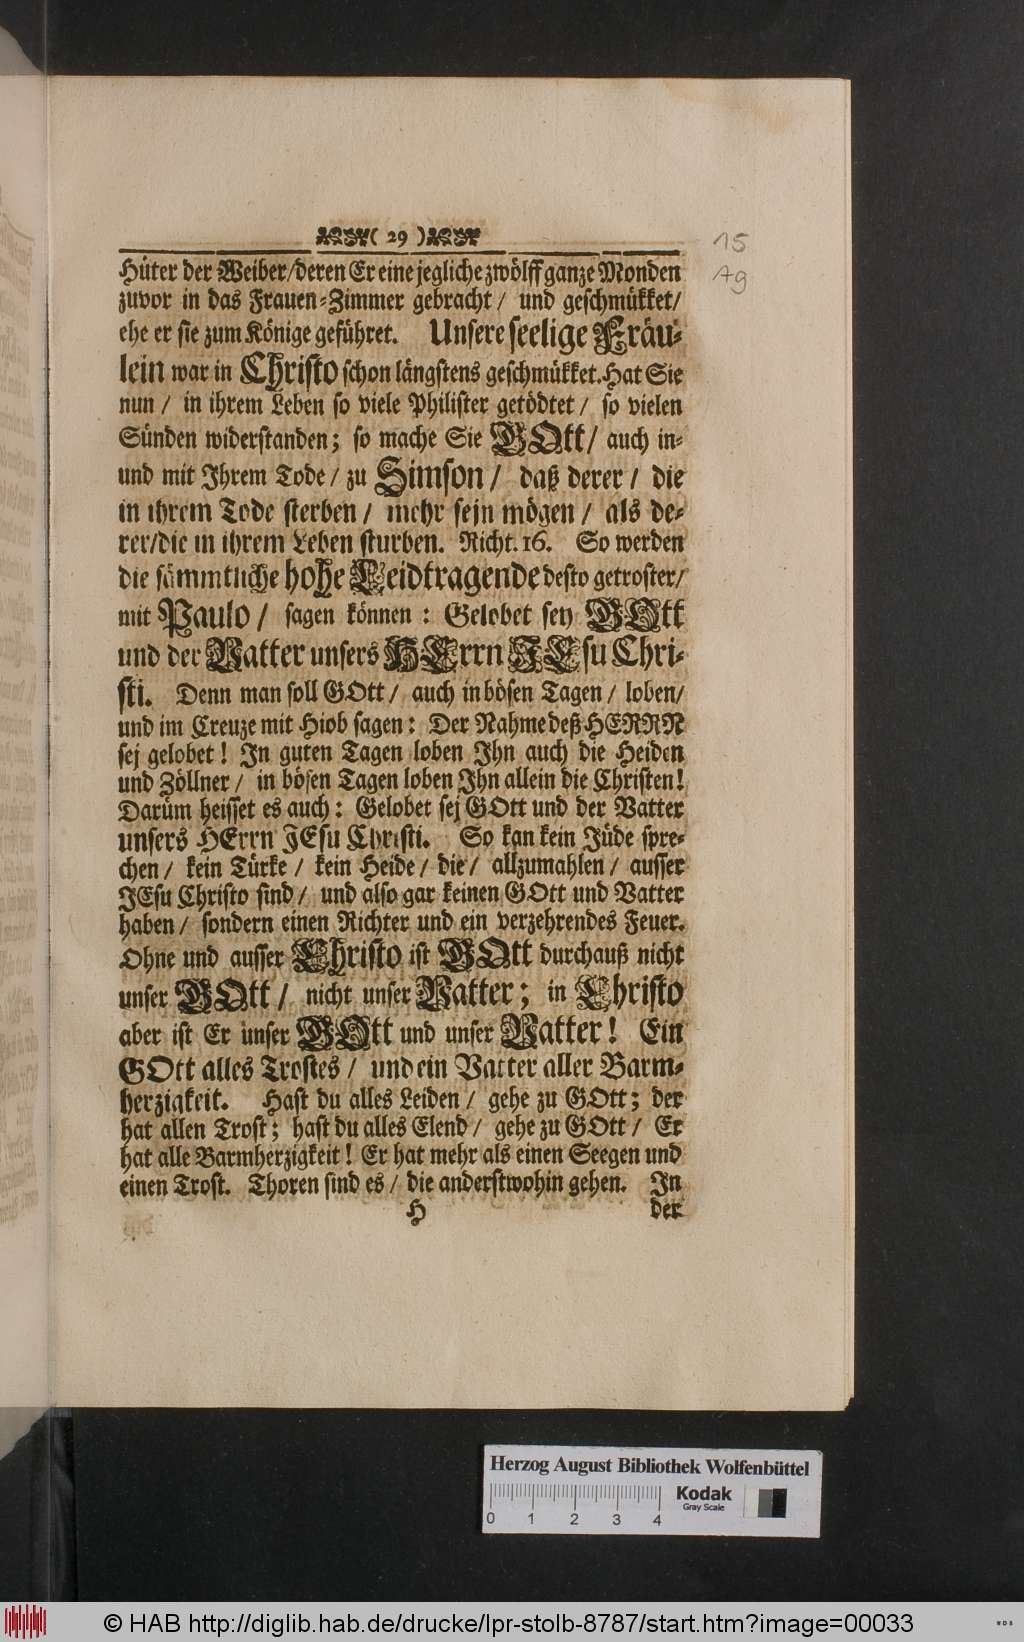 ( 29 )
15
Ag
Hüter der Weiber/deren Er eine jegliche zwölff ganze Monden
zuvor in das Frauen-Zimmer gebracht/ und geschmükket/
ehe er sie zum Könige geführet. Unsere seelige Fräu-
lein war in Christo schon längstens geschmükket. Hat Sie
nun / in ihrem Leben so viele Philister getödtet / so vielen
Sünden widerstanden; so mache Sie GOtt/ auch in-
und mit Ihrem Tode / zu Simson / daß derer / die
in ihrem Tode sterben / mehr sejn mögen / als de-
rer/die in ihrem Leben sturben. Richt. 16. So werden
die sämmtliche hohe Leidtragende desto getroster/
mit Paulo / sagen können : Gelobet sey GOtt
und der Vatter unsers HErrn JEsu Chri-
sti. Denn man soll GOtt/ auch in bösen Tagen / loben/
und im Creuze mit Hiob sagen: Der Nahme deß HERRN
sej gelobet! In guten Tagen loben Ihn auch die Heiden
und Zöllner / in bösen Tagen loben Ihn allein die Christen!
Darüm heisset es auch: Gelobet sej GOtt und der Vatter
unsers HErrn JEsu Christi. So kan kein Jüde spre-
chen / kein Türke / kein Heide / die / allzumahlen / ausser
JEsu Christo sind / und also gar keinen GOtt und Vatter
haben / sondern einen Richter und ein verzehrendes Feuer.
Ohne und ausser Christo ist GOtt durchauß nicht
unser GOtt / nicht unser Vatter; in Christo
aber ist Er unser GOtt und unser Vatter! Ein
GOtt alles Trostes / und ein Vatter aller Barm-
herzigkeit. Hast du alles Leiden / gehe zu GOtt; der
hat allen Trost; hast du alles Elend / gehe zu GOtt / Er
hat alle Barmherzigkeit! Er hat mehr als einen Seegen und
einen Trost. Thoren sind es / die anderstwohin gehen. In
H der
Herzog August Bibliothek Wolfenbüttel
Kodak
Gray Scale
0 1 2 3 4
© HAB http://diglib.hab.de/drucke/lpr-stolb-8787/start.htm?image=00033